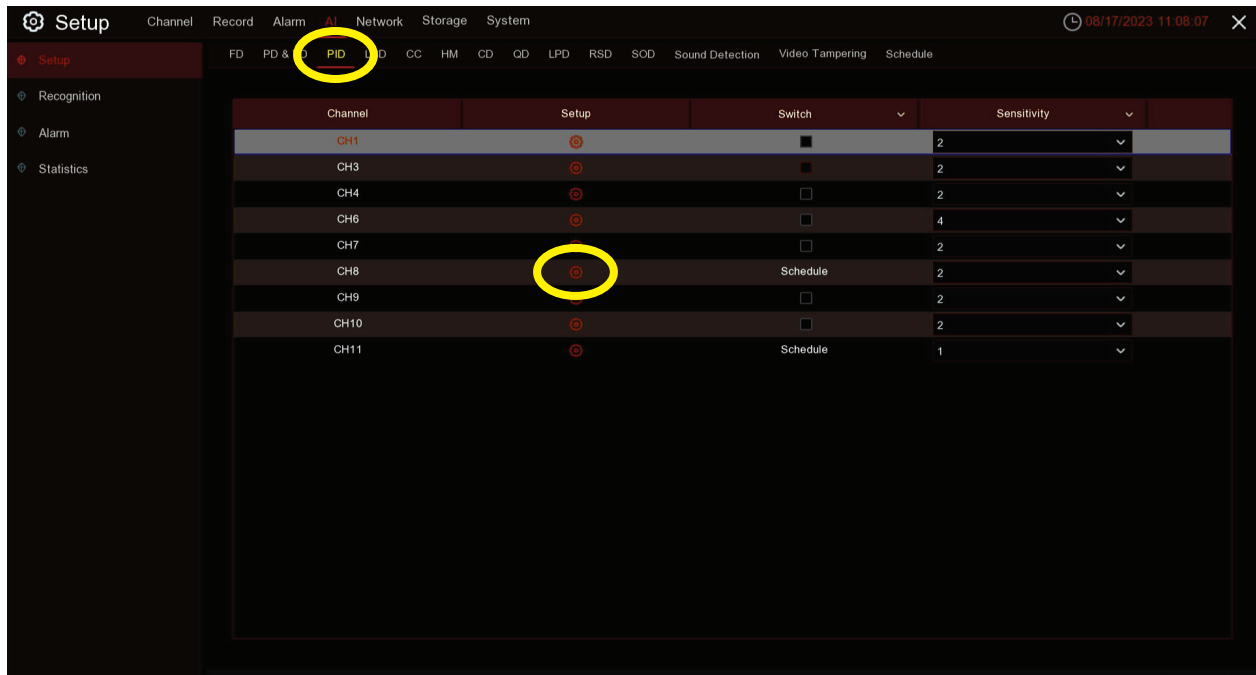 Setup Channel Record Alarm AI Network Storage System 08/17/2023 11:08:07
Setup
Recognition
Alarm
Statistics
FD PD & PID CC HM CD QD LPD RSD SOD Sound Detection Video Tampering Schedule
Channel Setup Switch Sensitivity
CH1 2
CH3 2
CH4 2
CH6 4
CH7 2
CH8 Schedule 2
CH9 2
CH10 2
CH11 Schedule 1